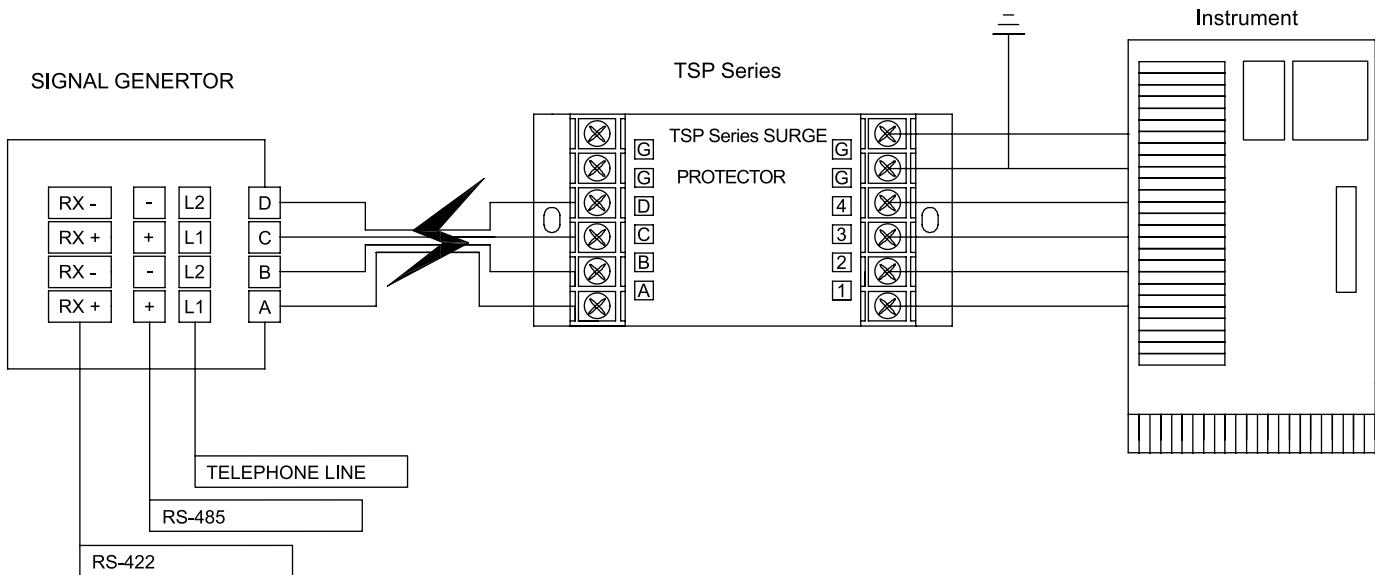 Instrument
TSP Series
SIGNAL GENERTOR
TSP Series SURGE
PROTECTOR
G
G
D
C
B
A
G
G
4
3
2
1
RX - - L2 D
RX + + L1 C
RX - - L2 B
RX + + L1 A
TELEPHONE LINE
RS-485
RS-422